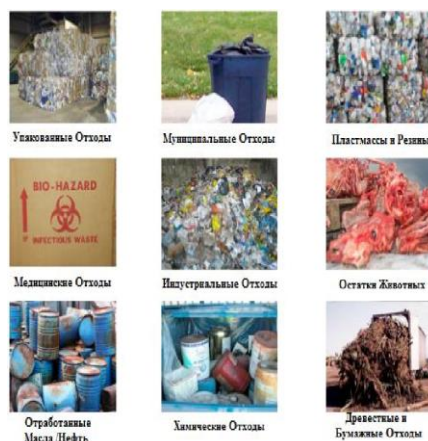 Упакованные Отходы
Муниципальные Отходы
Пластмассы и Резины
BIO-HAZARD
INFECTIOUS WASTE
Медицинские Отходы
Индустриальные Отходы
Остатки Животных
Отработанные
Масла /Нефть
Химические Отходы
Древестные и
Бумажные Отходы